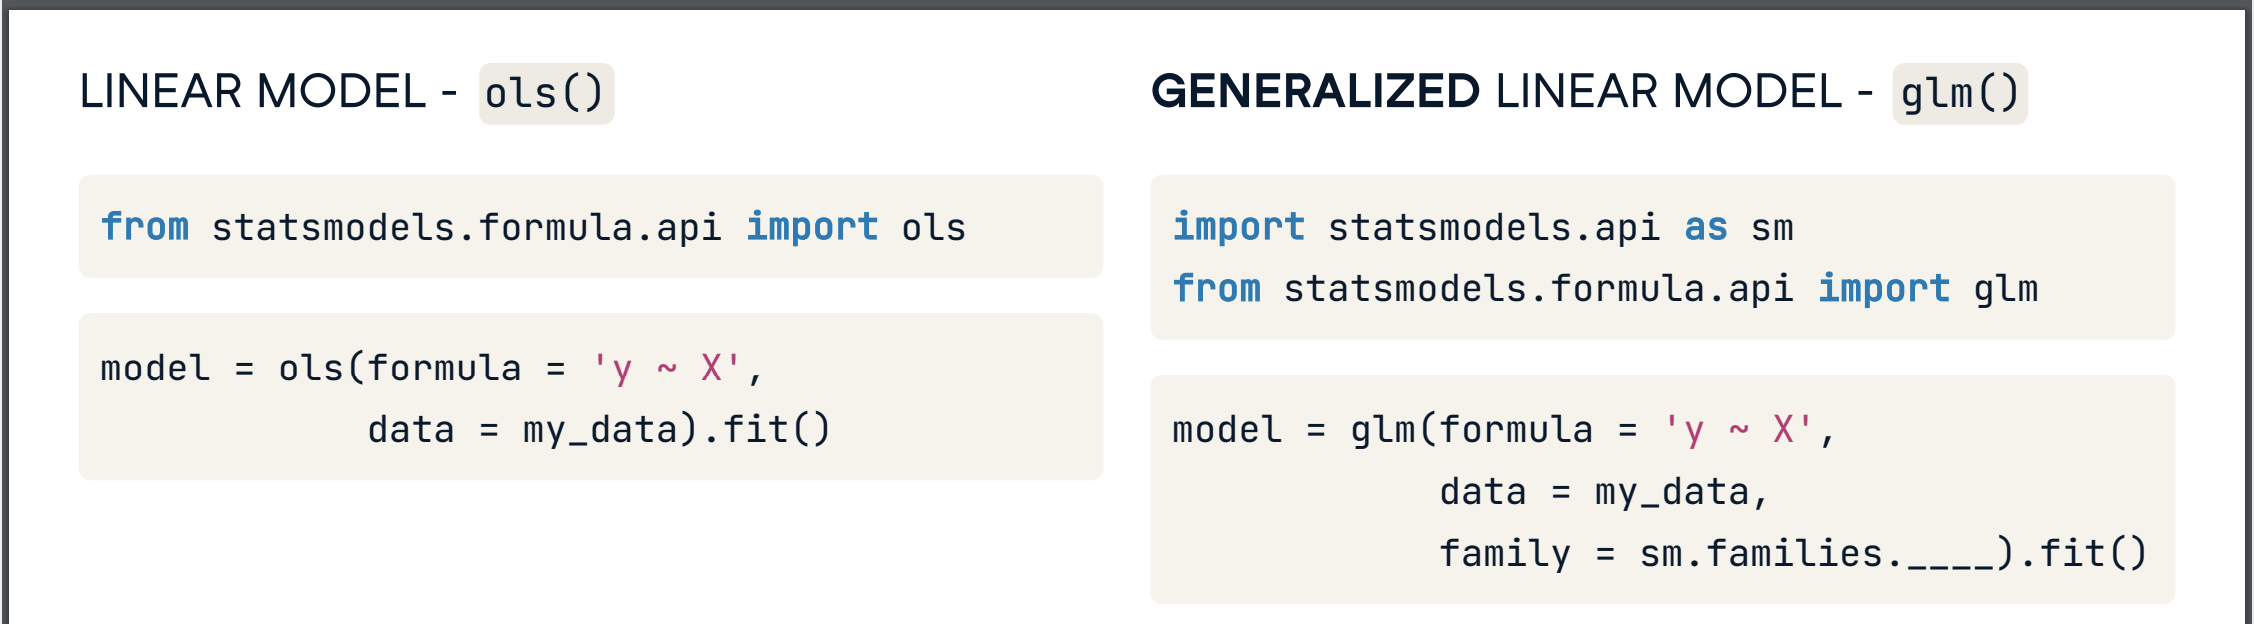 LINEAR MODEL - ols()
from statsmodels.formula.api import ols
model = ols(formula = 'y ~ X',
data = my_data).fit()
GENERALIZED LINEAR MODEL - glm()
import statsmodels.api as sm
from statsmodels.formula.api import glm
model = glm(formula = 'y ~ X',
data = my_data,
family = sm.families.____).fit()